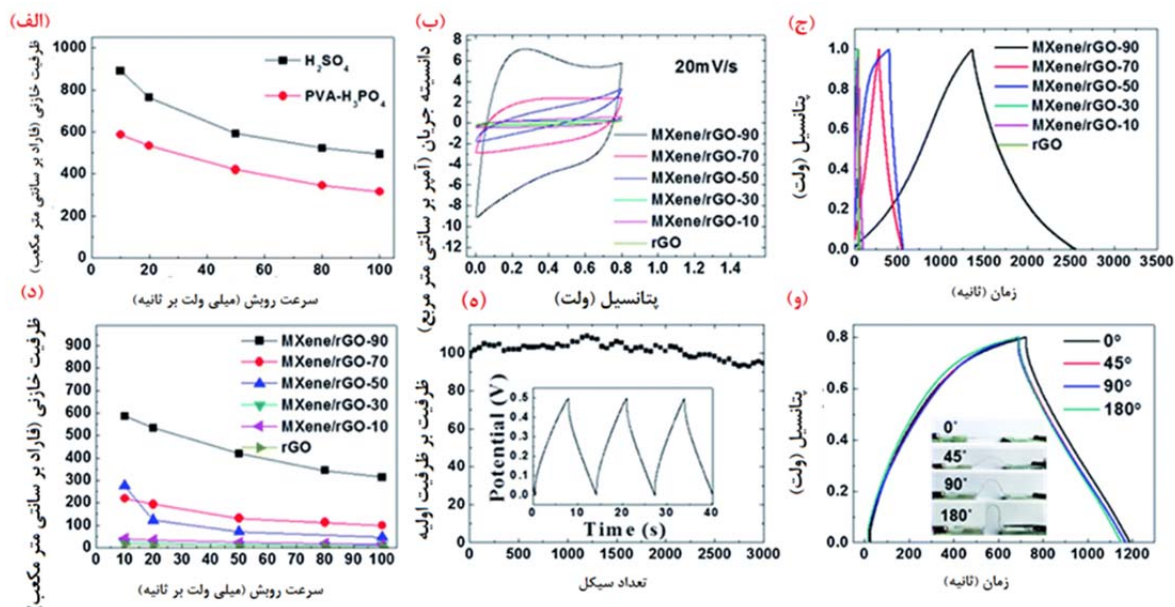 (الف)
ظرفیت خازنی (فاراد بر سانتی متر مکعب)
1000
800
600
400
200
0
H₂SO₄
PVA-H₃PO₄
0 20 40 60 80 100
سرعت روبش (میلی ولت بر ثانیه)
(ب)
دانسیته جریان (آمپر بر سانتی متر مربع)
8
6
4
2
0
-2
-4
-6
-8
-10
-12
20mV/s
MXene/rGO-90
MXene/rGO-70
MXene/rGO-50
MXene/rGO-30
MXene/rGO-10
rGO
0.0 0.2 0.4 0.6 0.8 1.0 1.2 1.4
پتانسیل (ولت)
(ج)
پتانسیل (ولت)
1.0
0.8
0.6
0.4
0.2
0.0
MXene/rGO-90
MXene/rGO-70
MXene/rGO-50
MXene/rGO-30
MXene/rGO-10
rGO
0 500 1000 1500 2000 2500 3000 3500
زمان (ثانیه)
(د)
ظرفیت خازنی (فاراد بر سانتی متر مکعب)
900
800
700
600
500
400
300
200
100
0
MXene/rGO-90
MXene/rGO-70
MXene/rGO-50
MXene/rGO-30
MXene/rGO-10
rGO
0 10 20 30 40 50 60 70 80 90 100
سرعت روبش (میلی ولت بر ثانیه)
(ه)
ظرفیت بر ظرفیت اولیه
120
100
80
60
40
20
0
Potential (V)
0.5
0.4
0.3
0.2
0.1
0.0
0 10 20 30 40
Time (s)
0 500 1000 1500 2000 2500 3000
تعداد سیکل
(و)
پتانسیل (ولت)
0.8
0.6
0.4
0.2
0.0
0°
45°
90°
180°
0°
45°
90°
180°
0 200 400 600 800 1000 1200 1400
زمان (ثانیه)